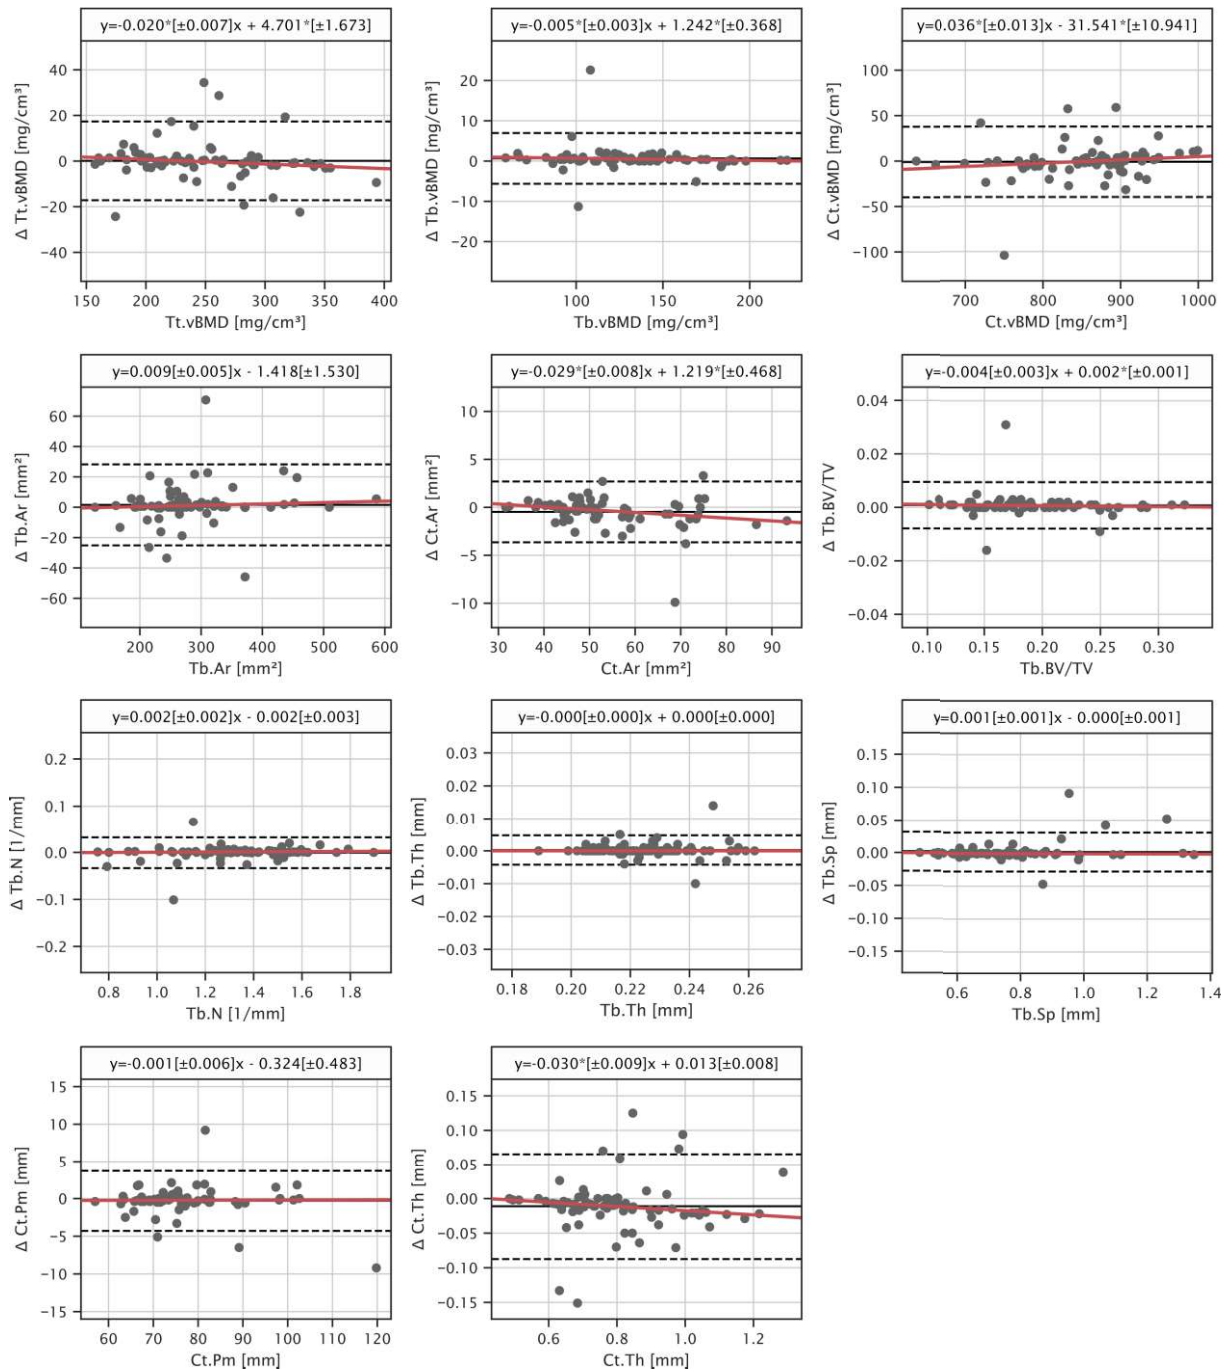 y=-0.020*[±0.007]x + 4.701*[±1.673]
y=-0.005*[±0.003]x + 1.242*[±0.368]
y=0.036*[±0.013]x - 31.541*[±10.941]
Δ Tt.vBMD [mg/cm³]
40
20
0
−20
−40
150 200 250 300 350 400
Tt.vBMD [mg/cm³]
Δ Tb.vBMD [mg/cm³]
20
10
0
−10
−20
100 150 200
Tb.vBMD [mg/cm³]
Δ Ct.vBMD [mg/cm³]
100
50
0
−50
−100
700 800 900 1000
Ct.vBMD [mg/cm³]
y=0.009[±0.005]x - 1.418[±1.530]
y=-0.029*[±0.008]x + 1.219*[±0.468]
y=-0.004[±0.003]x + 0.002*[±0.001]
Δ Tb.Ar [mm²]
60
40
20
0
−20
−40
−60
200 300 400 500 600
Tb.Ar [mm²]
Δ Ct.Ar [mm²]
10
5
0
−5
−10
30 40 50 60 70 80 90
Ct.Ar [mm²]
Δ Tb.BV/TV
0.04
0.02
0.00
−0.02
−0.04
0.10 0.15 0.20 0.25 0.30
Tb.BV/TV
y=0.002[±0.002]x - 0.002[±0.003]
y=-0.000[±0.000]x + 0.000[±0.000]
y=0.001[±0.001]x - 0.000[±0.001]
Δ Tb.N [1/mm]
0.2
0.1
0.0
−0.1
−0.2
0.8 1.0 1.2 1.4 1.6 1.8
Tb.N [1/mm]
Δ Tb.Th [mm]
0.03
0.02
0.01
0.00
−0.01
−0.02
−0.03
0.18 0.20 0.22 0.24 0.26
Tb.Th [mm]
Δ Tb.Sp [mm]
0.15
0.10
0.05
0.00
−0.05
−0.10
−0.15
0.6 0.8 1.0 1.2 1.4
Tb.Sp [mm]
y=-0.001[±0.006]x - 0.324[±0.483]
y=-0.030*[±0.009]x + 0.013[±0.008]
Δ Ct.Pm [mm]
15
10
5
0
−5
−10
−15
60 70 80 90 100 110 120
Ct.Pm [mm]
Δ Ct.Th [mm]
0.15
0.10
0.05
0.00
−0.05
−0.10
−0.15
0.6 0.8 1.0 1.2
Ct.Th [mm]